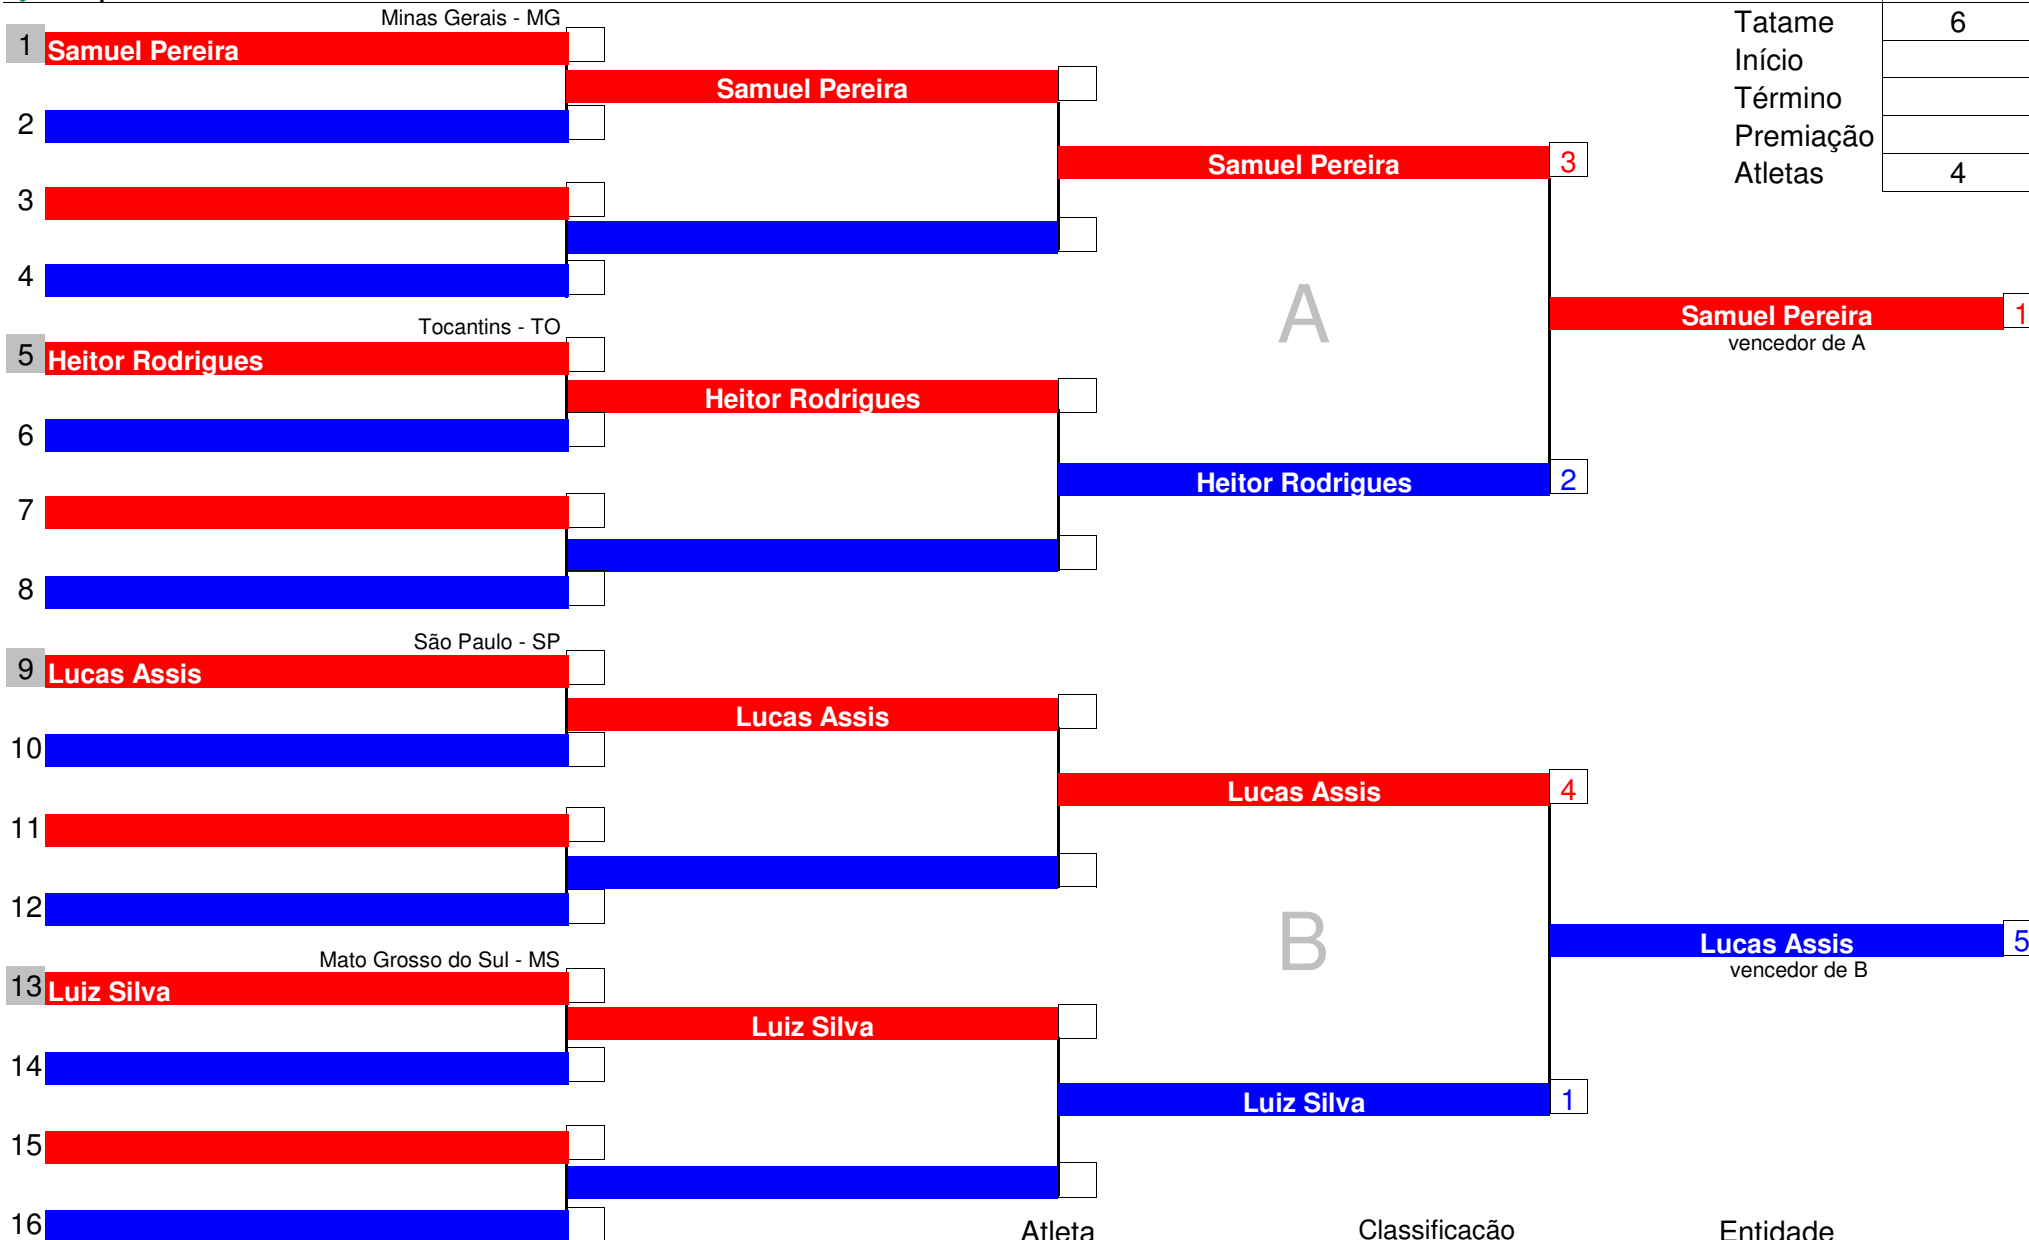 Minas Gerais - MG
Tatame 6
1 Samuel Pereira
Início
Samuel Pereira
Término
2
Premiação
Samuel Pereira 3
Atletas 4
3
4
A
Tocantins - TO
Samuel Pereira 1
vencedor de A
5 Heitor Rodrigues
Heitor Rodrigues
6
Heitor Rodrigues 2
7
8
São Paulo - SP
9 Lucas Assis
Lucas Assis
10
Lucas Assis 4
11
12
B
Lucas Assis 5
Mato Grosso do Sul - MS
vencedor de B
13 Luiz Silva
Luiz Silva
14
Luiz Silva 1
15
16
Atleta Classificação Entidade